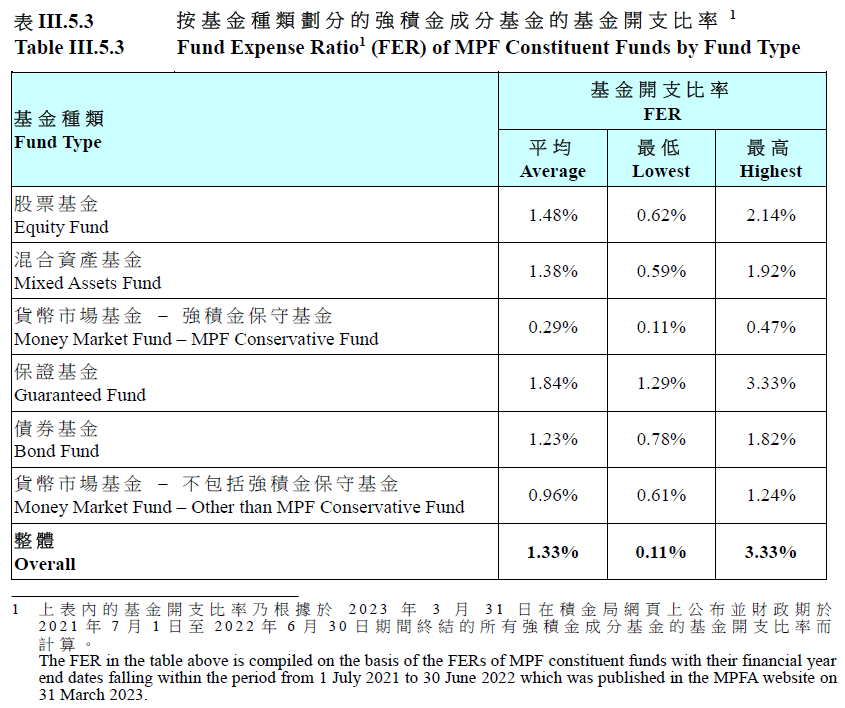 表III.5.3 按基金種類劃分的強積金成分基金的基金開支比率 1
Table III.5.3 Fund Expense Ratio1 (FER) of MPF Constituent Funds by Fund Type
基金種類
Fund Type
基金開支比率
FER
平均 最低 最高
Average Lowest Highest
股票基金
Equity Fund
1.48% 0.62% 2.14%
混合資產基金
Mixed Assets Fund
1.38% 0.59% 1.92%
貨幣市場基金 – 強積金保守基金
Money Market Fund – MPF Conservative Fund
0.29% 0.11% 0.47%
保證基金
Guaranteed Fund
1.84% 1.29% 3.33%
債券基金
Bond Fund
1.23% 0.78% 1.82%
貨幣市場基金 – 不包括強積金保守基金
Money Market Fund – Other than MPF Conservative Fund
0.96% 0.61% 1.24%
整體
Overall
1.33% 0.11% 3.33%
1 上表內的基金開支比率乃根據於 2023 年 3 月 31 日在積金局網頁上公布並財政期於
2021 年 7 月 1 日至 2022 年 6 月 30 日期間終結的所有強積金成分基金的基金開支比率而
計算。
The FER in the table above is compiled on the basis of the FERs of MPF constituent funds with their financial year
end dates falling within the period from 1 July 2021 to 30 June 2022 which was published in the MPFA website on
31 March 2023.